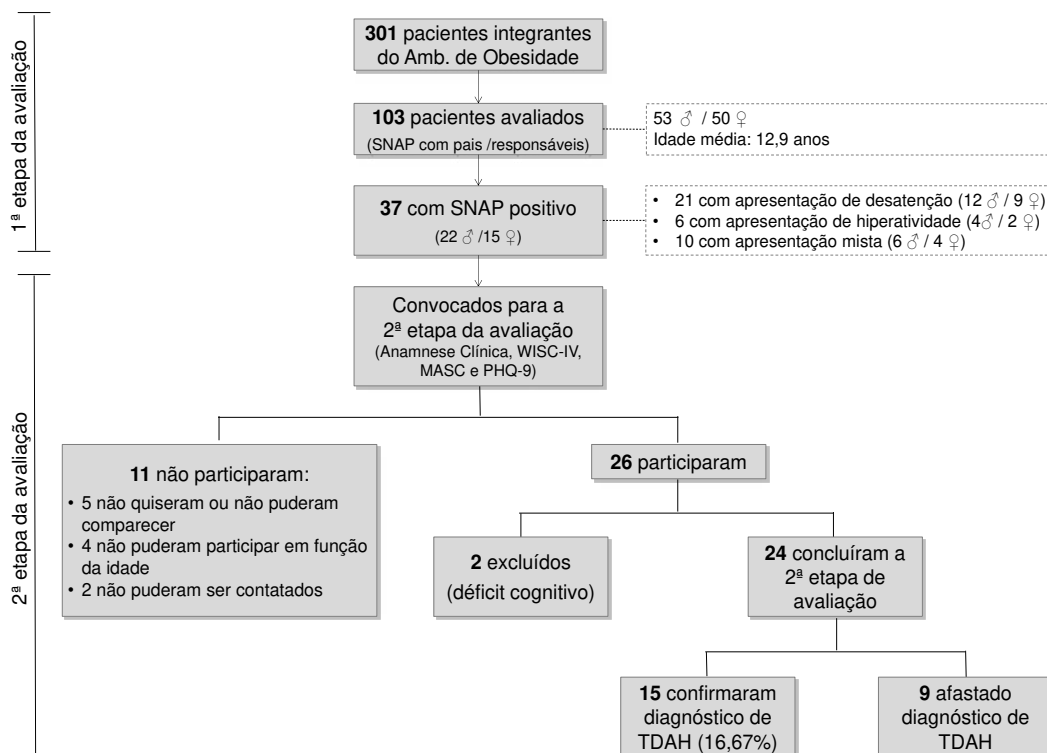 1ª etapa da avaliação
301 pacientes integrantes
do Amb. de Obesidade
103 pacientes avaliados
(SNAP com pais /responsáveis)
53 ♂ / 50 ♀
Idade média: 12,9 anos
37 com SNAP positivo
(22 ♂ /15 ♀)
• 21 com apresentação de desatenção (12 ♂ / 9 ♀)
• 6 com apresentação de hiperatividade (4♂ / 2 ♀)
• 10 com apresentação mista (6 ♂ / 4 ♀)
2ª etapa da avaliação
Convocados para a
2ª etapa da avaliação
(Anamnese Clínica, WISC-IV,
MASC e PHQ-9)
11 não participaram:
• 5 não quiseram ou não puderam
comparecer
• 4 não puderam participar em função
da idade
• 2 não puderam ser contatados
26 participaram
2 excluídos
(déficit cognitivo)
24 concluíram a
2ª etapa de
avaliação
15 confirmaram
diagnóstico de
TDAH (16,67%)
9 afastado
diagnóstico de
TDAH